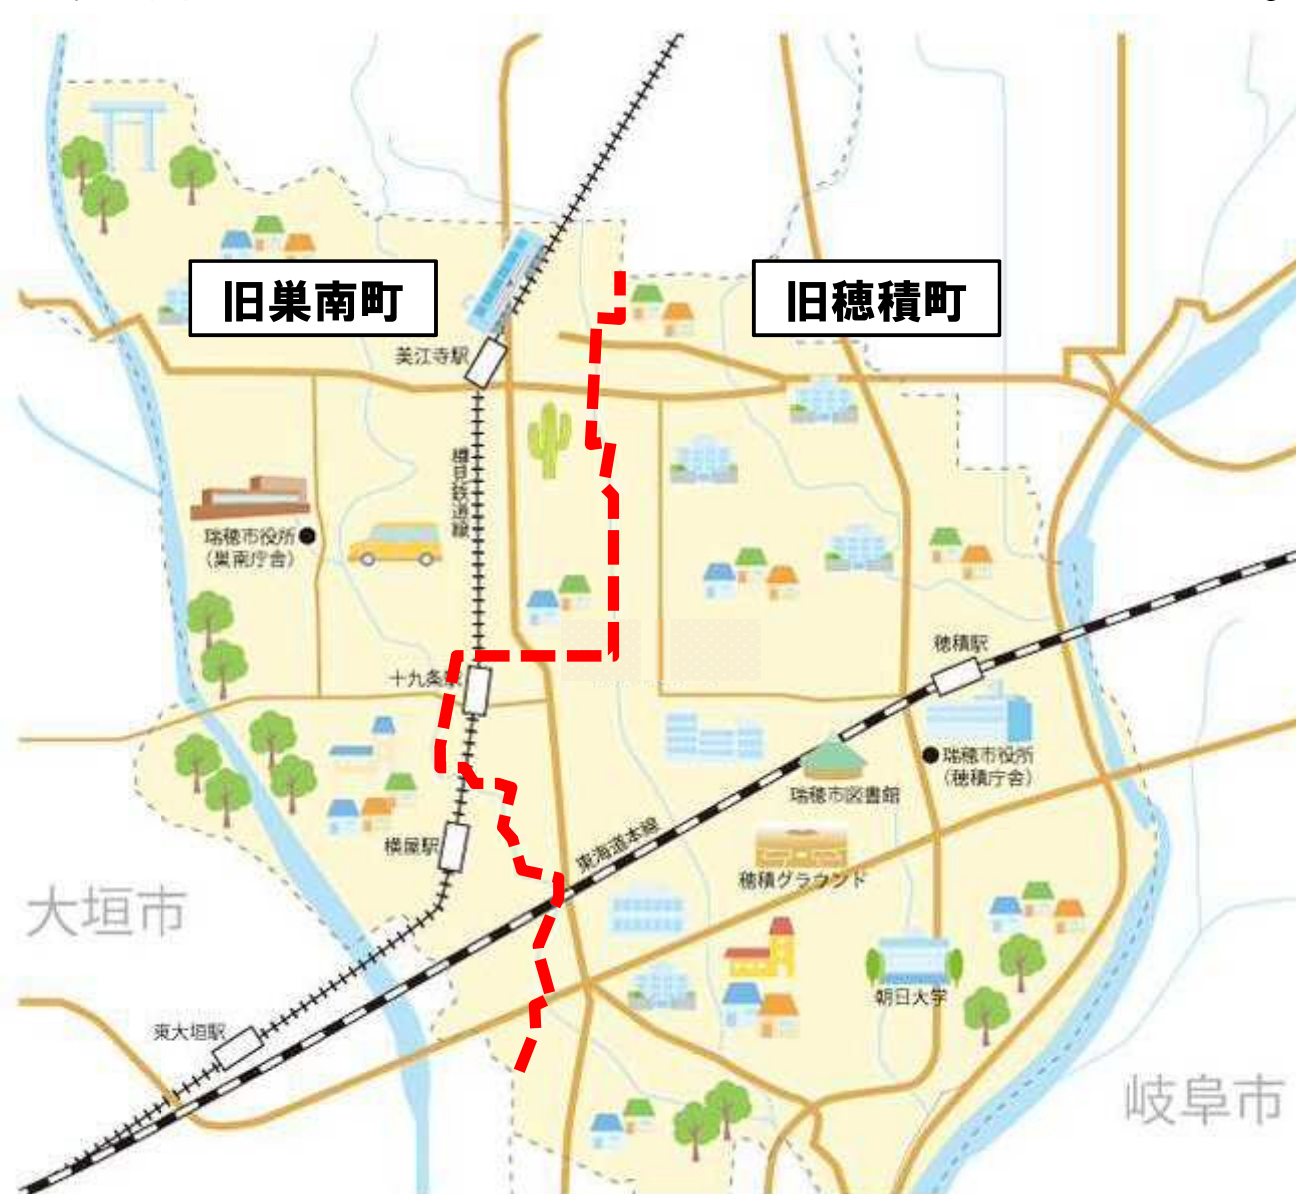 旧巣南町
旧穂積町
美江寺駅
樽見鉄道線
瑞穂市役所
（巣南庁舎）
十九条駅
穂積駅
瑞穂市役所
（穂積庁舎）
瑞穂市図書館
横屋駅
東海道本線
穂積グラウンド
大垣市
朝日大学
東大垣駅
岐阜市